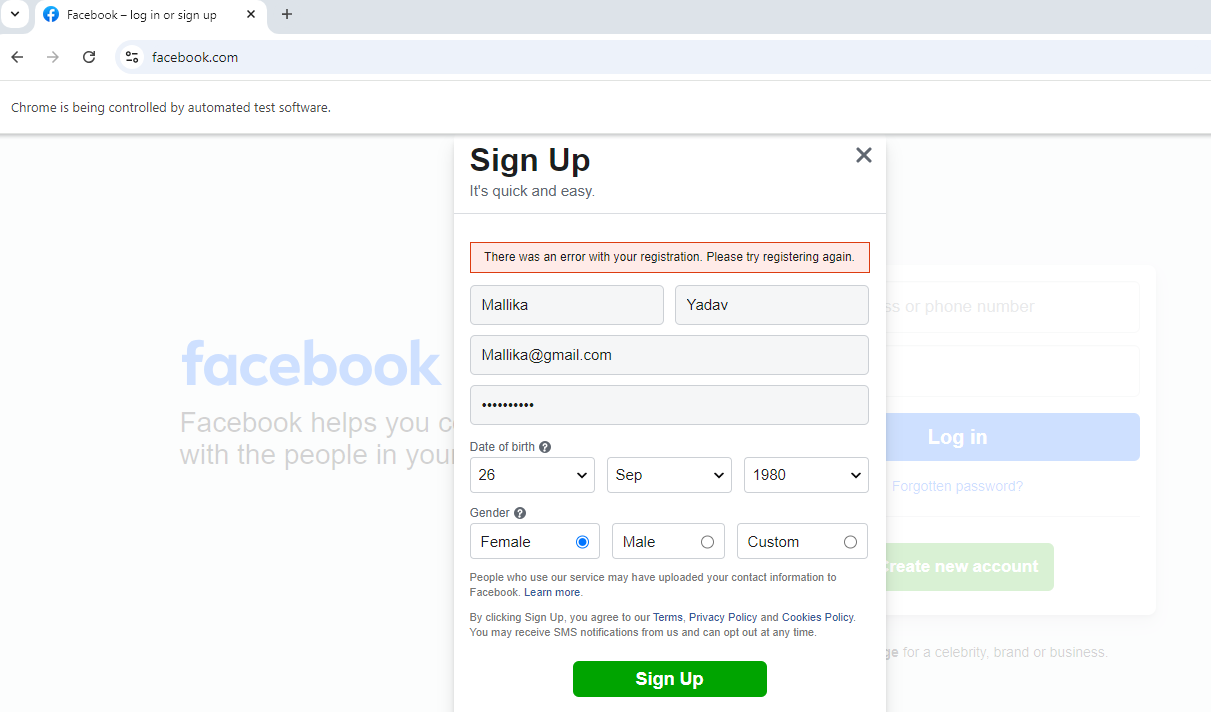 Facebook – log in or sign up
facebook.com
Chrome is being controlled by automated test software.
Sign Up
It's quick and easy.
There was an error with your registration. Please try registering again.
Mallika
Yadav
Mallika@gmail.com
••••••••••
Date of birth ?
26
Sep
1980
Gender ?
Female
Male
Custom
People who use our service may have uploaded your contact information to
Facebook. Learn more.
By clicking Sign Up, you agree to our Terms, Privacy Policy and Cookies Policy.
You may receive SMS notifications from us and can opt out at any time.
Sign Up
facebook
Facebook helps you
with the people in your
or phone number
Log in
Forgotten password?
Create new account
for a celebrity, brand or business.